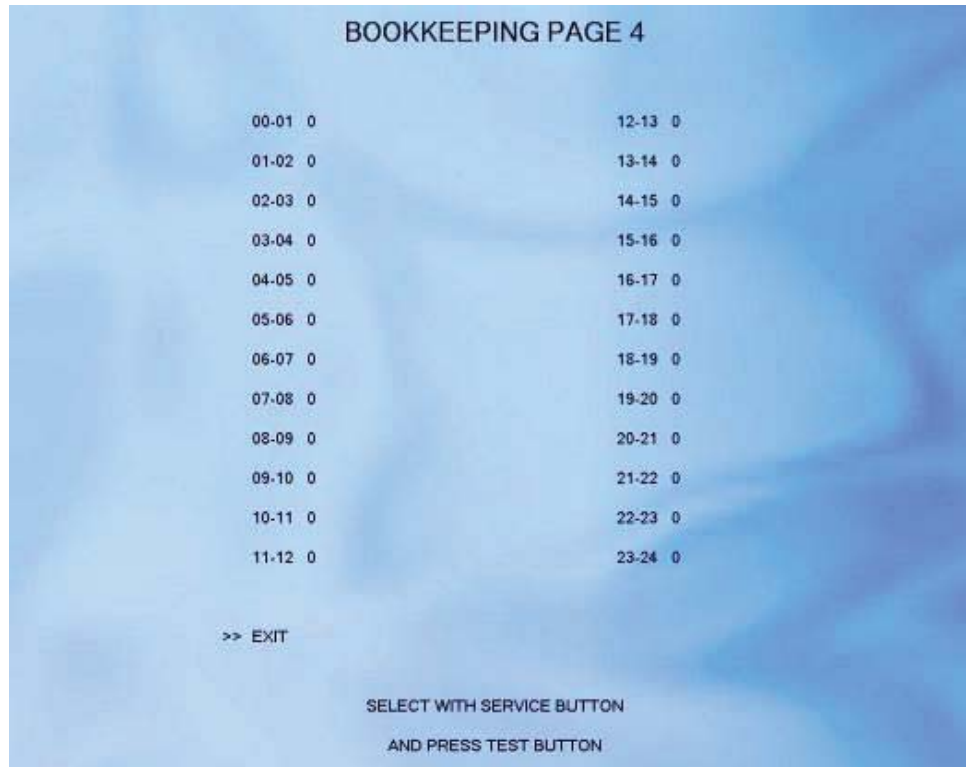 BOOKKEEPING PAGE 4
00-01 0 12-13 0
01-02 0 13-14 0
02-03 0 14-15 0
03-04 0 15-16 0
04-05 0 16-17 0
05-06 0 17-18 0
06-07 0 18-19 0
07-08 0 19-20 0
08-09 0 20-21 0
09-10 0 21-22 0
10-11 0 22-23 0
11-12 0 23-24 0
>> EXIT
SELECT WITH SERVICE BUTTON
AND PRESS TEST BUTTON